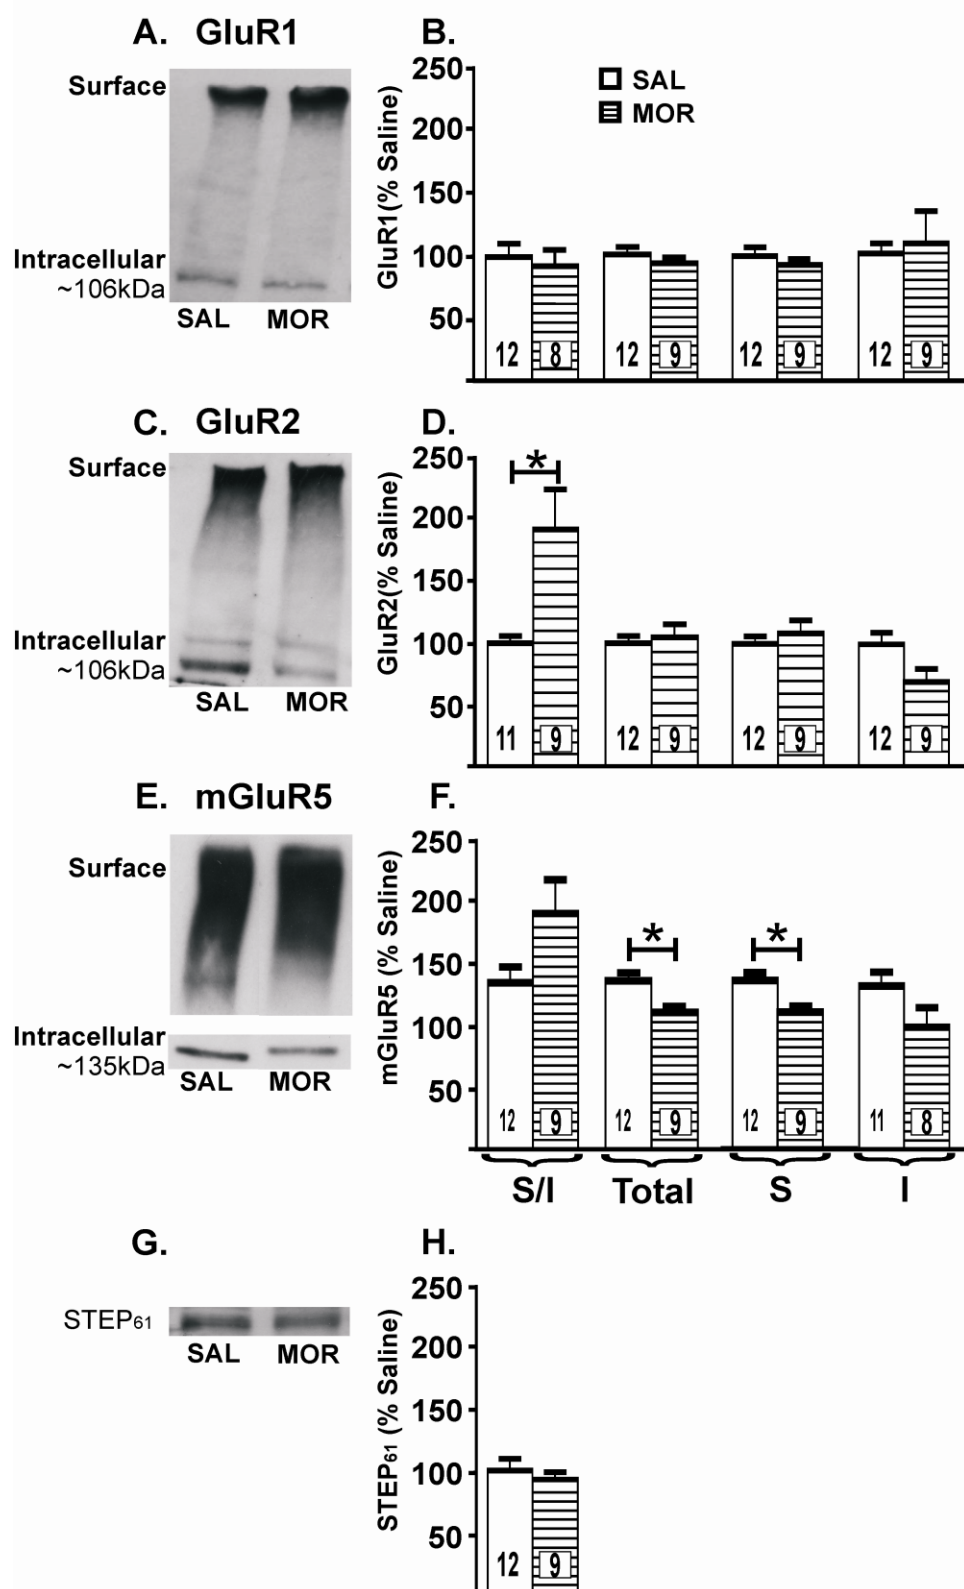 A. GluR1
Surface
Intracellular
~106kDa
SAL MOR
B.
GluR1(% Saline)
250
200
150
100
50
SAL
MOR
12 8 12 9 12 9 12 9
C. GluR2
Surface
Intracellular
~106kDa
SAL MOR
D.
GluR2(% Saline)
250
200
150
100
50
*
11 9 12 9 12 9 12 9
E. mGluR5
Surface
Intracellular
~135kDa
SAL MOR
F.
mGluR5 (% Saline)
250
200
150
100
50
* *
12 9 12 9 12 9 11 8
S/I Total S I
G.
STEP61
SAL MOR
H.
STEP61 (% Saline)
250
200
150
100
50
12 9